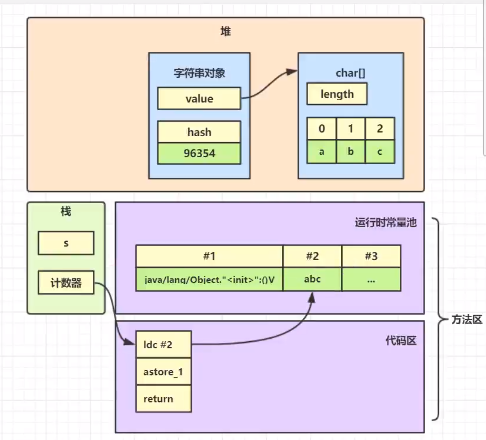 堆
字符串对象
char[]
value
length
hash
0 1 2
96354
a b c
栈
运行时常量池
s
#1 #2 #3
计数器
java/lang/Object."<init>":()V abc ...
方法区
代码区
ldc #2
astore_1
return